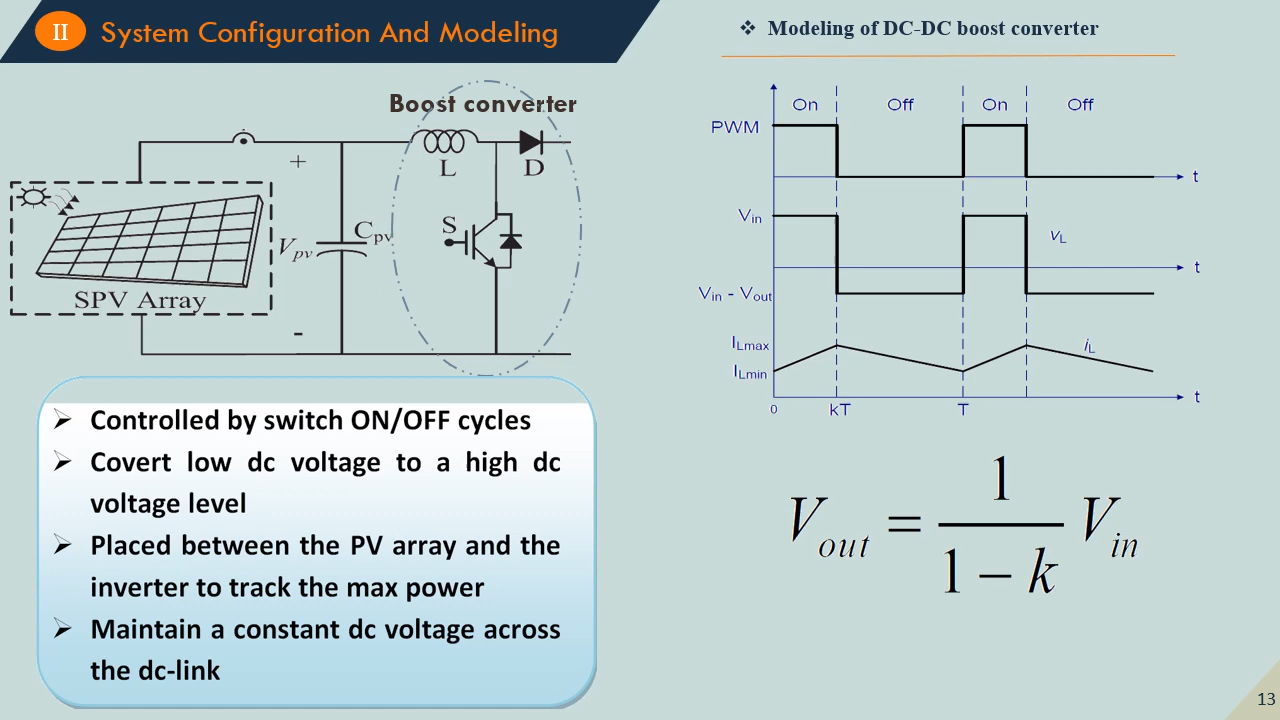 II
System Configuration And Modeling
❖ Modeling of DC-DC boost converter
Boost converter
+
L
D
S
Vpv
Cpv
SPV Array
-
➢ Controlled by switch ON/OFF cycles
➢ Covert low dc voltage to a high dc
voltage level
➢ Placed between the PV array and the
inverter to track the max power
➢ Maintain a constant dc voltage across
the dc-link
On Off On Off
PWM
t
Vin
vL
t
Vin - Vout
ILmax
iL
ILmin
t
0 kT T
Vout = 1 / (1 − k) Vin
13